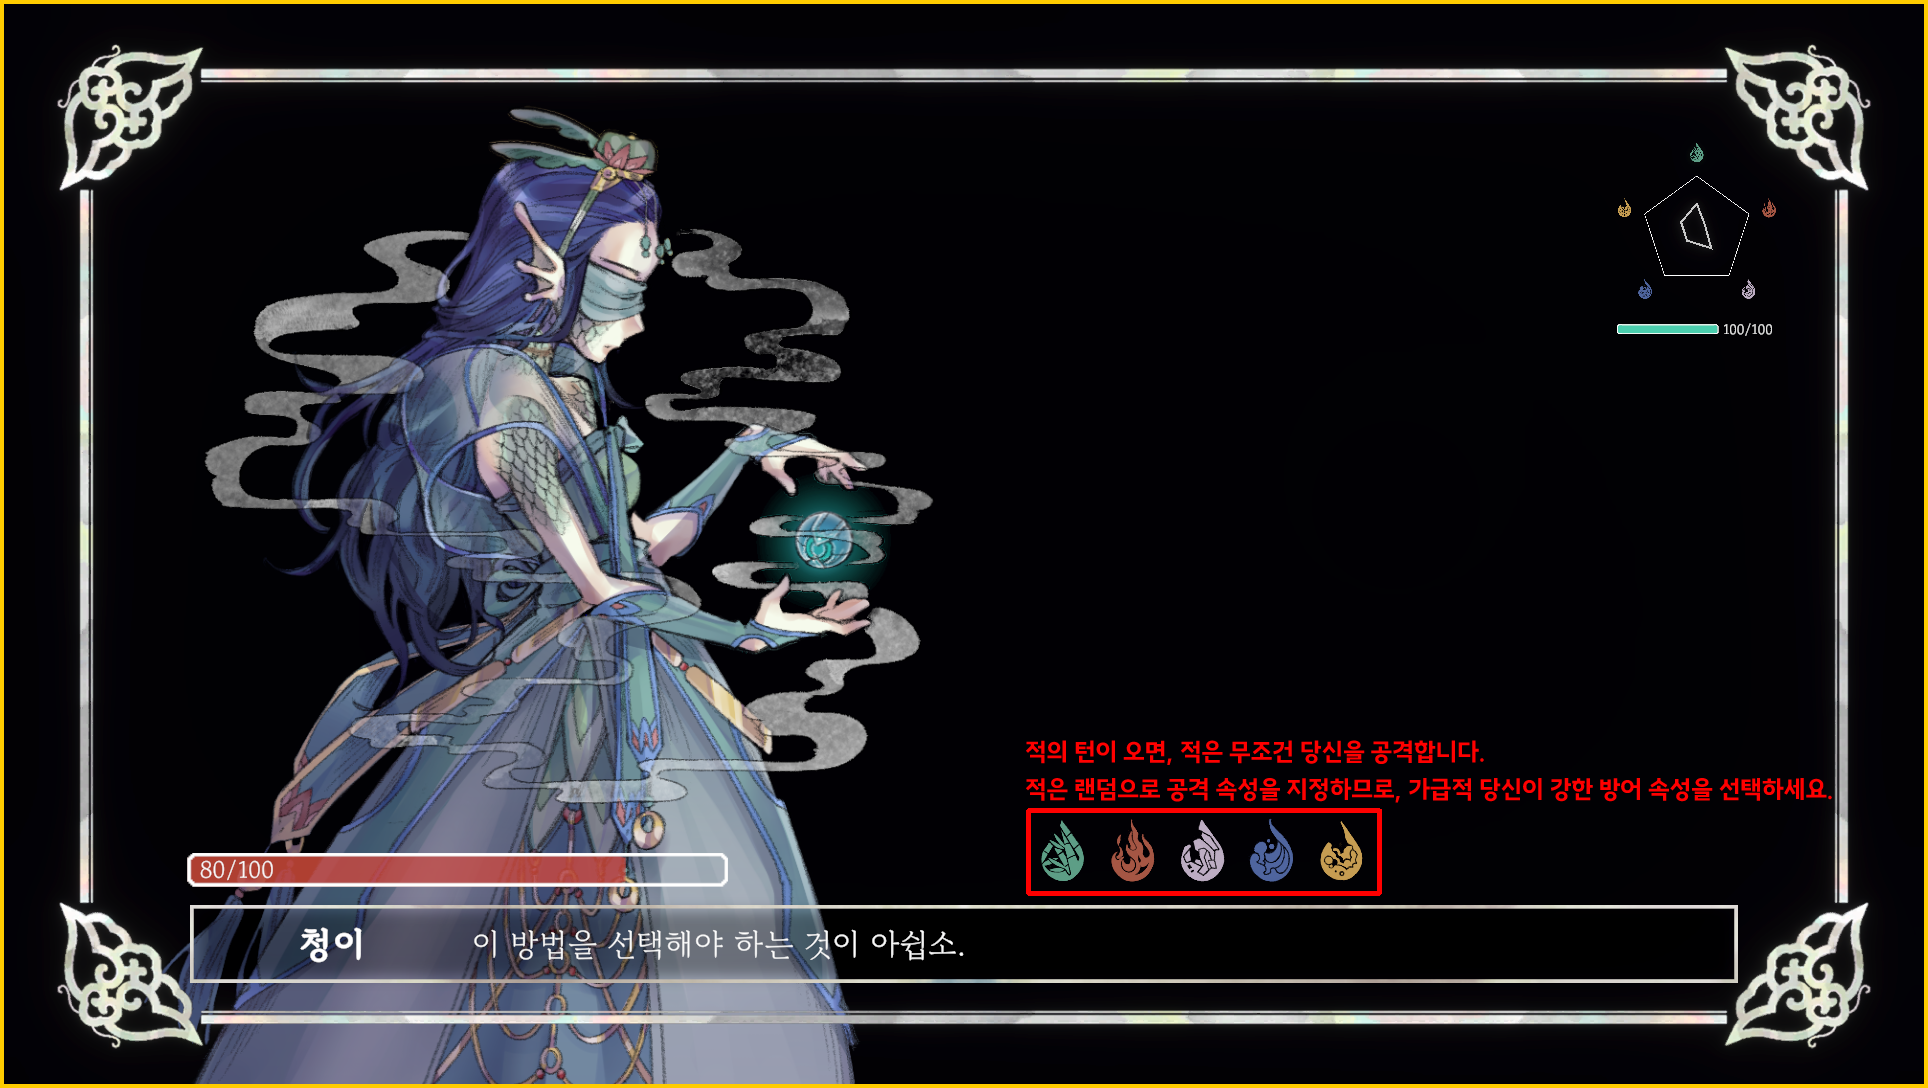 100/100
적의 턴이 오면, 적은 무조건 당신을 공격합니다.
적은 랜덤으로 공격 속성을 지정하므로, 가급적 당신이 강한 방어 속성을 선택하세요.
80/100
청이
이 방법을 선택해야 하는 것이 아쉽소.